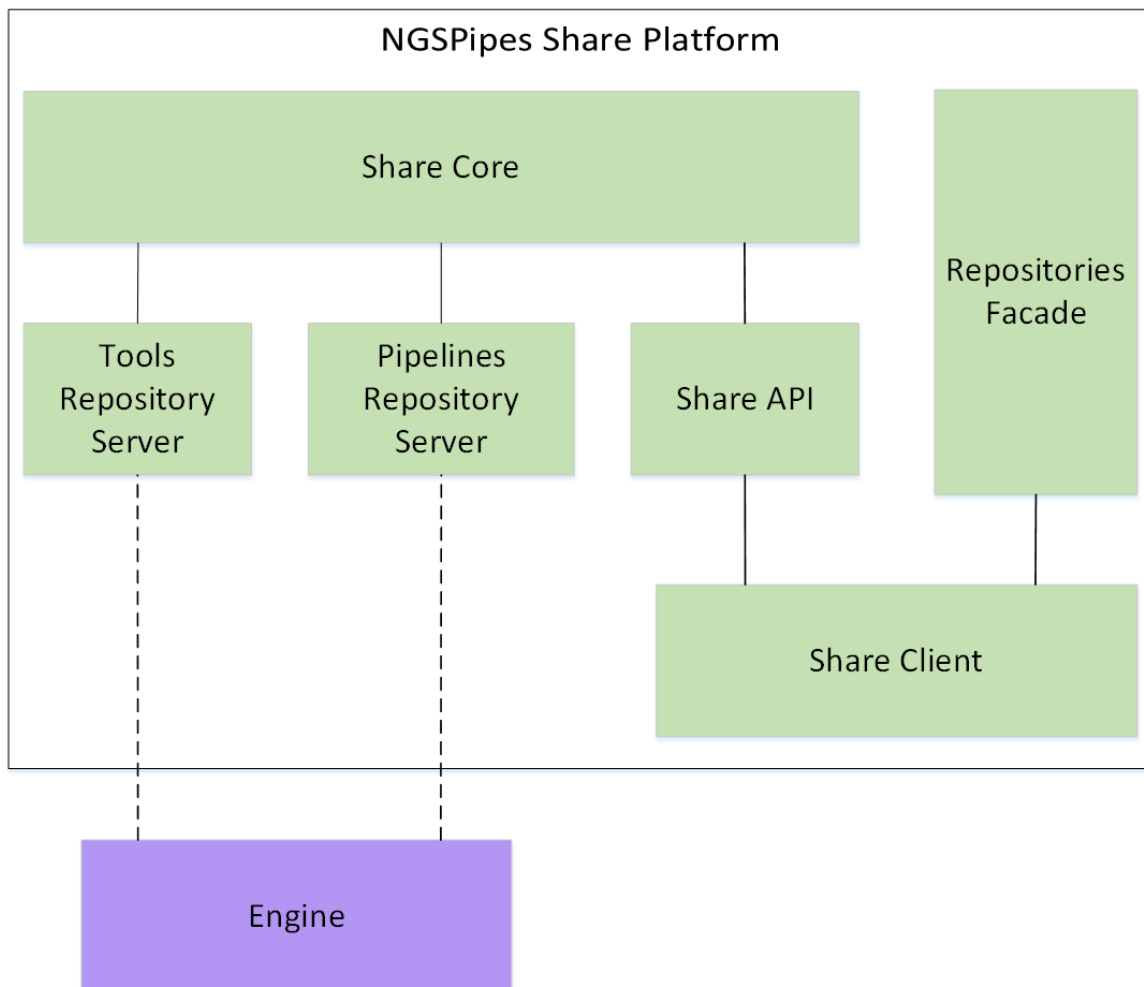 NGSPipes Share Platform
Share Core
Repositories
Facade
Tools
Repository
Server
Pipelines
Repository
Server
Share API
Share Client
Engine